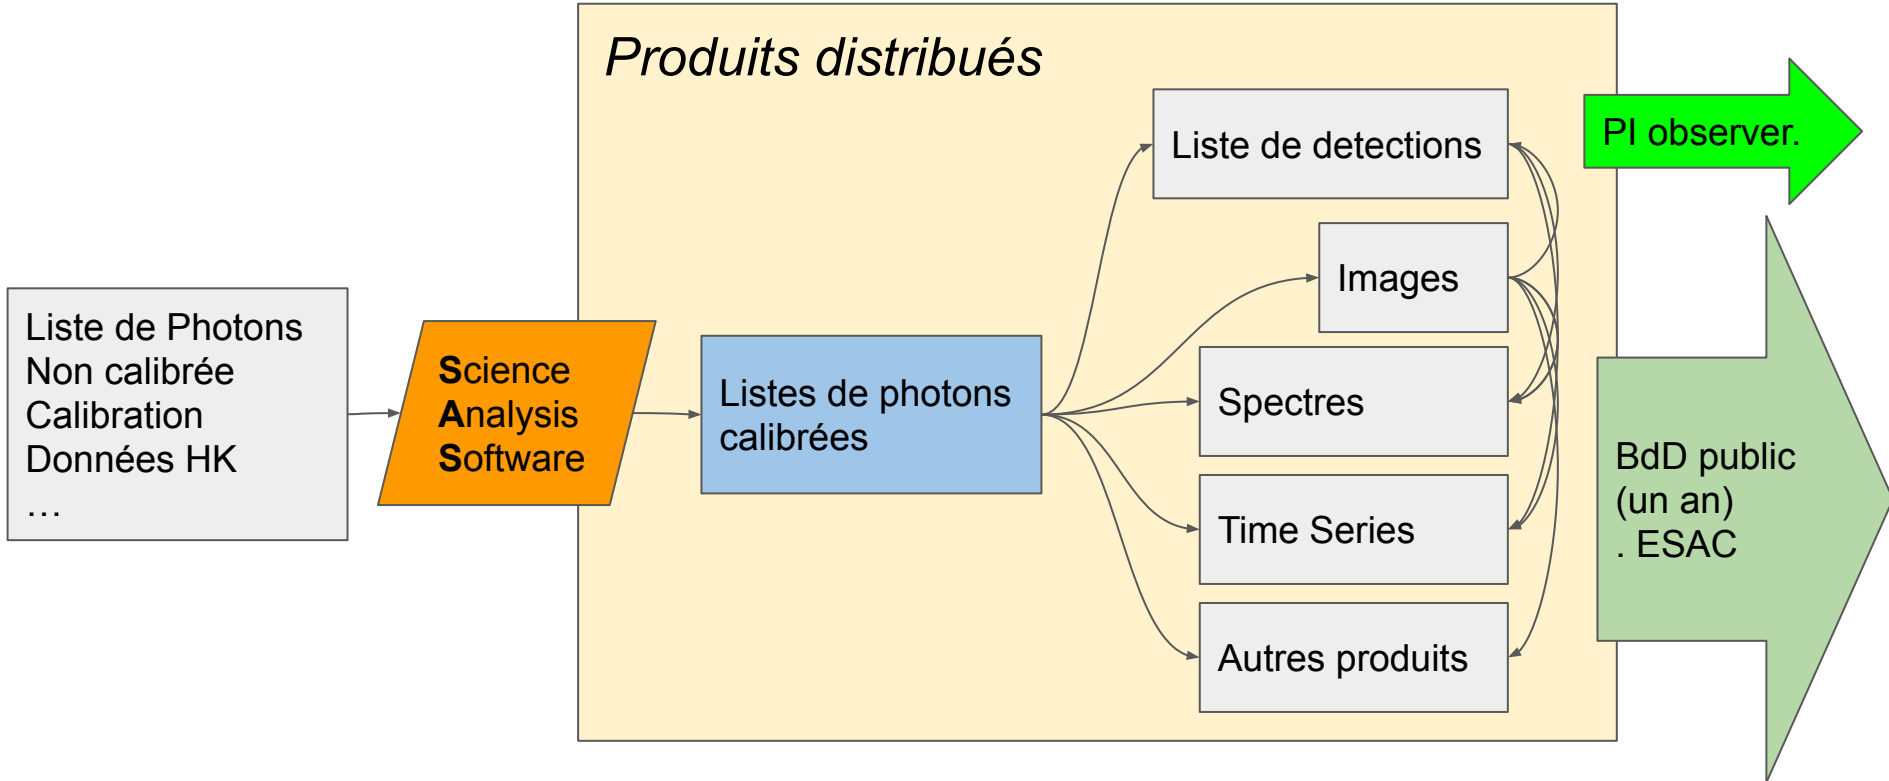 Produits distribués
Liste de detections
PI observer.
Images
Liste de Photons
Non calibrée
Calibration
Données HK
…
Science
Analysis
Software
Listes de photons
calibrées
Spectres
Time Series
Autres produits
BdD public
(un an)
. ESAC